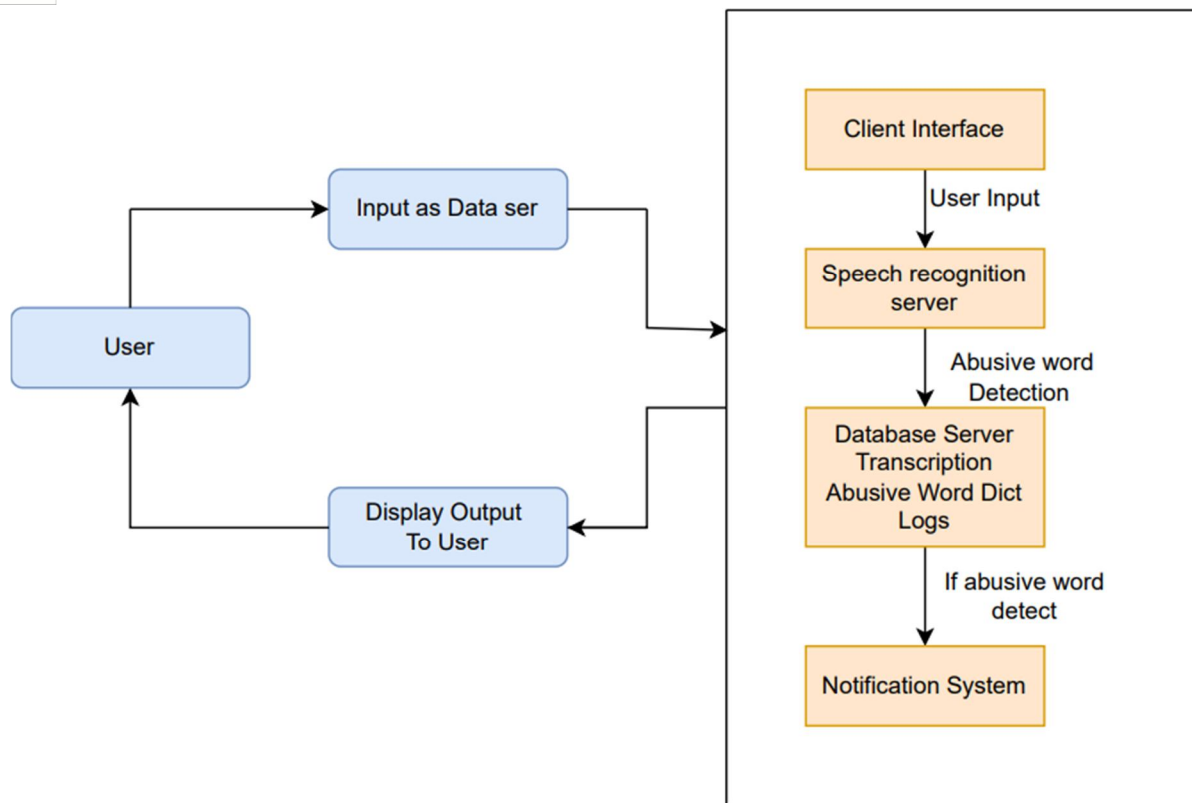 Client Interface
User Input
Input as Data ser
Speech recognition
server
User
Abusive word
Detection
Database Server
Transcription
Abusive Word Dict
Logs
Display Output
To User
If abusive word
detect
Notification System